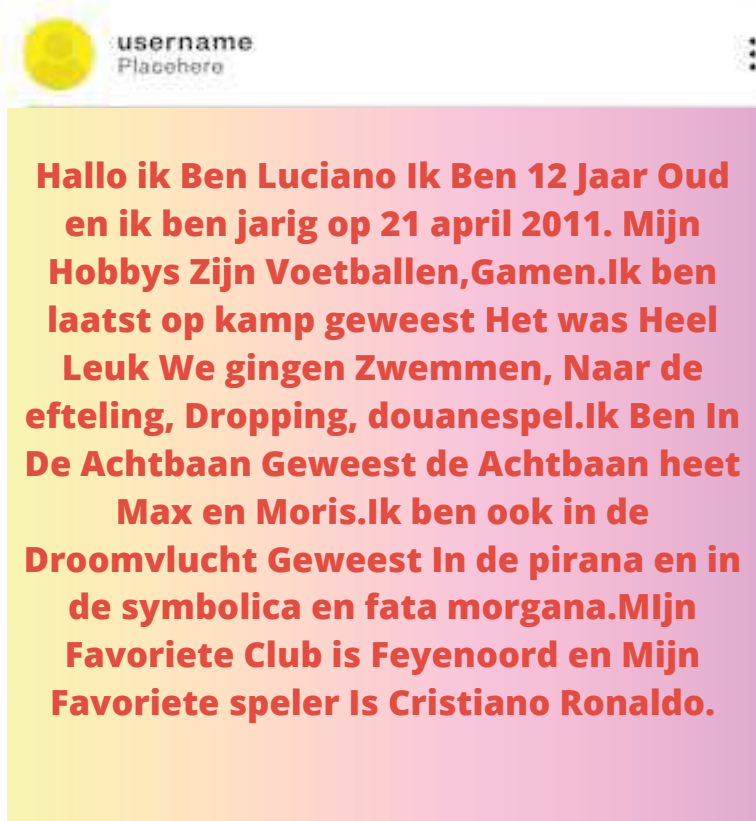 username
Placehere
Hallo ik Ben Luciano Ik Ben 12 Jaar Oud
en ik ben jarig op 21 april 2011. Mijn
Hobbys Zijn Voetballen,Gamen.Ik ben
laatst op kamp geweest Het was Heel
Leuk We gingen Zwemmen, Naar de
efteling, Dropping, douanespel.Ik Ben In
De Achtbaan Geweest de Achtbaan heet
Max en Moris.Ik ben ook in de
Droomvlucht Geweest In de pirana en in
de symbolica en fata morgana.MIjn
Favoriete Club is Feyenoord en Mijn
Favoriete speler Is Cristiano Ronaldo.